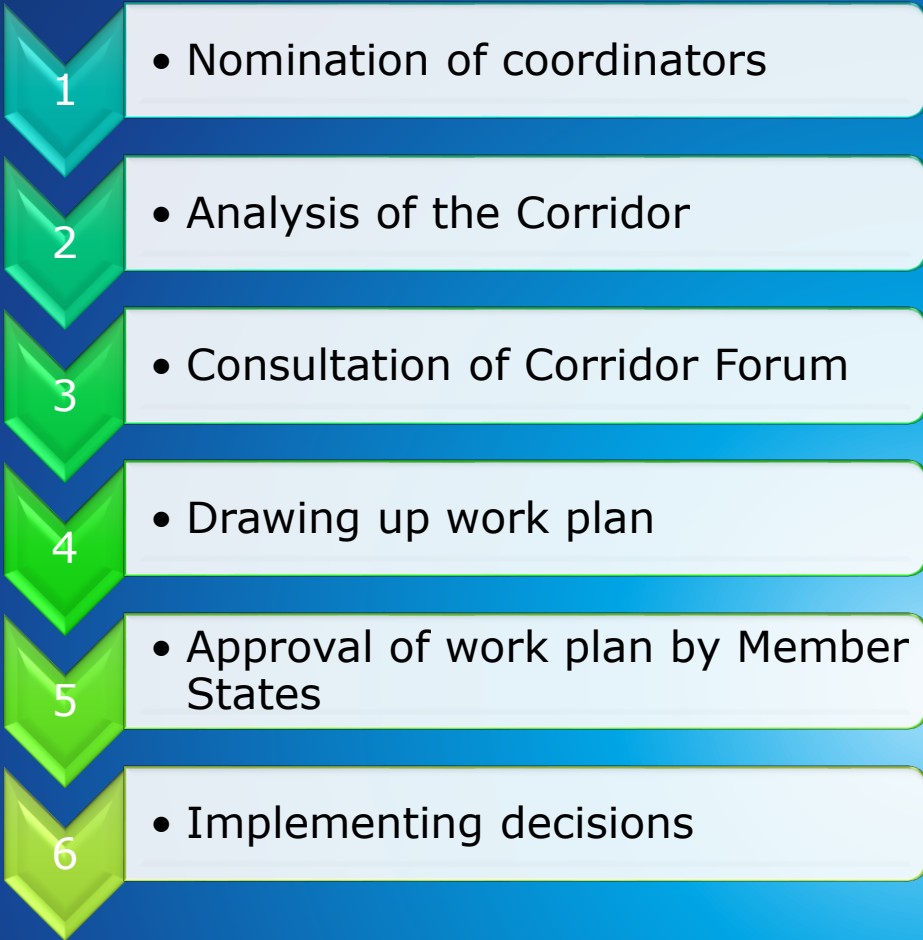 1
• Nomination of coordinators
2
• Analysis of the Corridor
3
• Consultation of Corridor Forum
4
• Drawing up work plan
5
• Approval of work plan by Member
States
6
• Implementing decisions